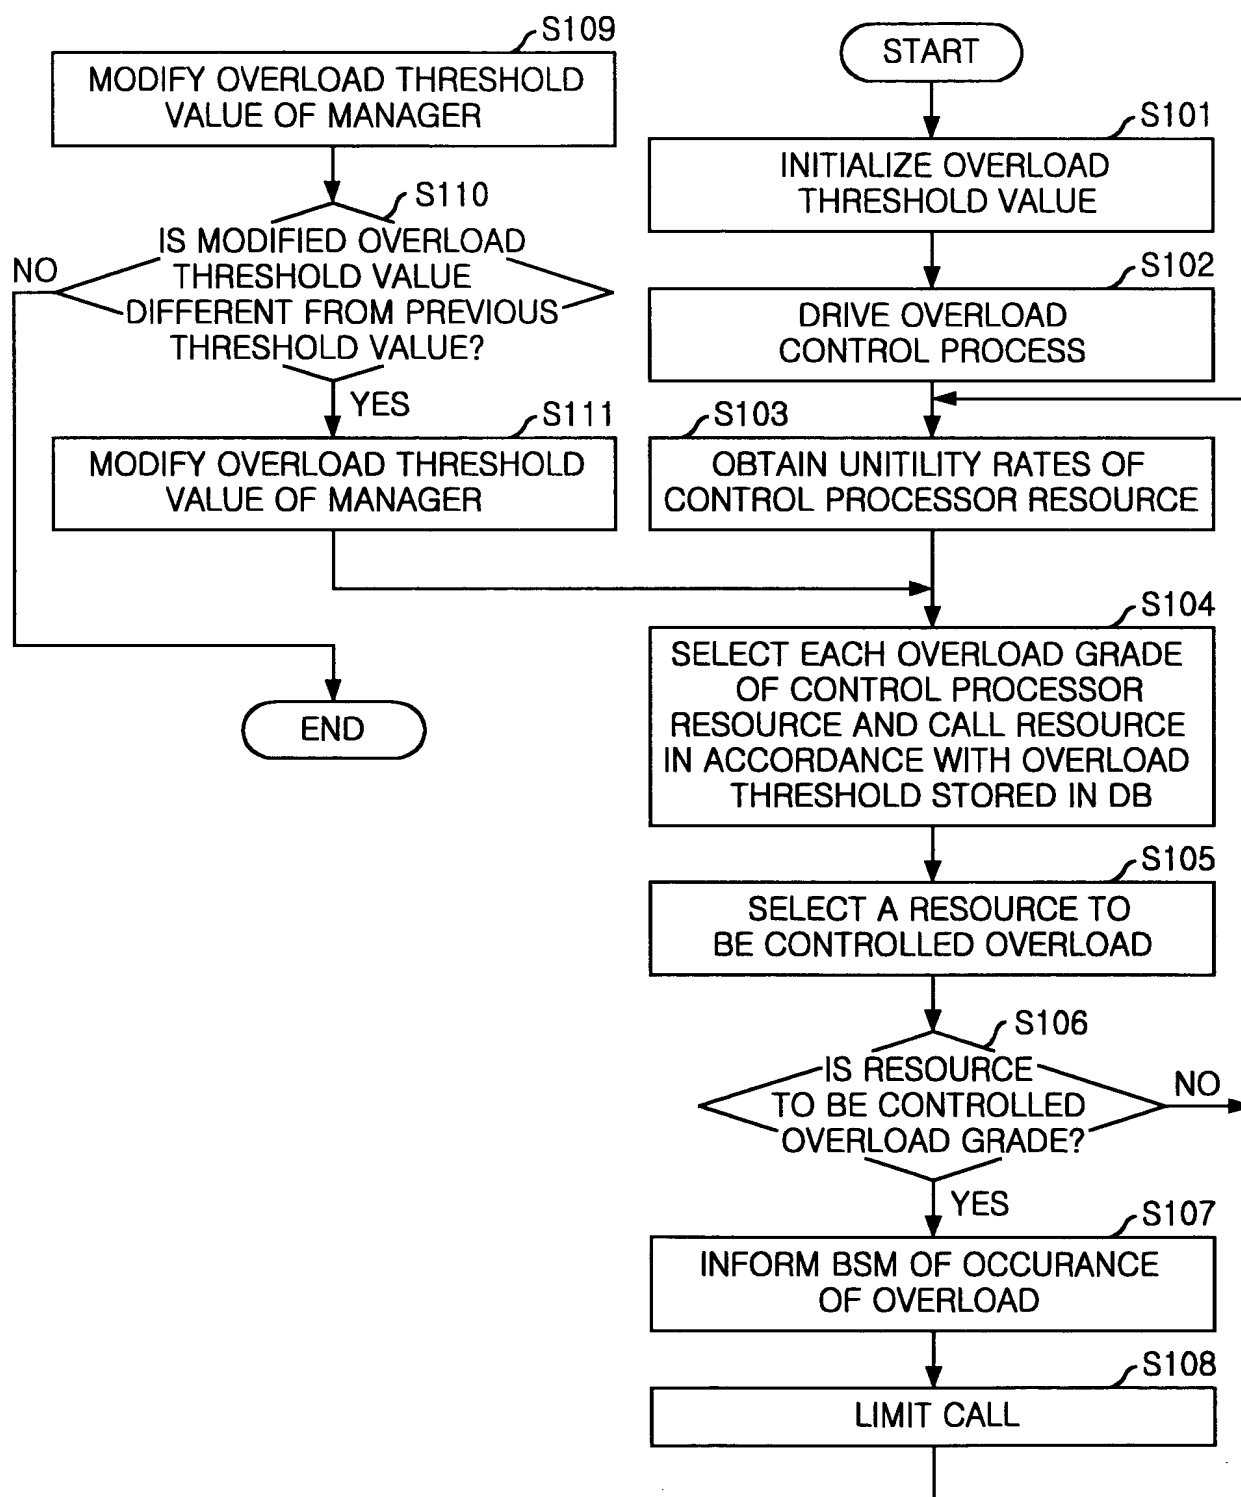 S109
MODIFY OVERLOAD THRESHOLD
VALUE OF MANAGER
S110
IS MODIFIED OVERLOAD
THRESHOLD VALUE
DIFFERENT FROM PREVIOUS
THRESHOLD VALUE?
NO
YES
S111
MODIFY OVERLOAD THRESHOLD
VALUE OF MANAGER
END
START
S101
INITIALIZE OVERLOAD
THRESHOLD VALUE
S102
DRIVE OVERLOAD
CONTROL PROCESS
S103
OBTAIN UNITILITY RATES OF
CONTROL PROCESSOR RESOURCE
S104
SELECT EACH OVERLOAD GRADE
OF CONTROL PROCESSOR
RESOURCE AND CALL RESOURCE
IN ACCORDANCE WITH OVERLOAD
THRESHOLD STORED IN DB
S105
SELECT A RESOURCE TO
BE CONTROLLED OVERLOAD
S106
IS RESOURCE
TO BE CONTROLLED
OVERLOAD GRADE?
NO
YES
S107
INFORM BSM OF OCCURANCE
OF OVERLOAD
S108
LIMIT CALL